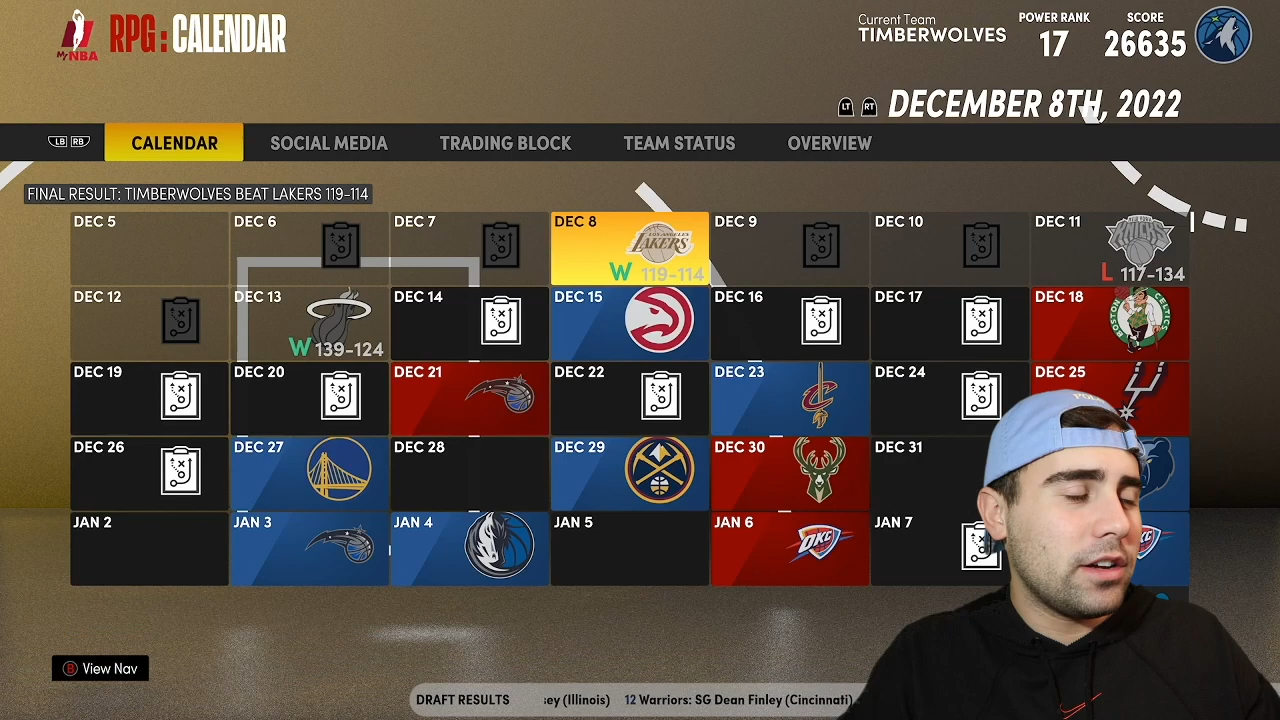 MyNBA
RPG: CALENDAR
Current Team
TIMBERWOLVES
POWER RANK
17
SCORE
26635
LT RT DECEMBER 8TH, 2022
LB RB CALENDAR SOCIAL MEDIA TRADING BLOCK TEAM STATUS OVERVIEW
FINAL RESULT: TIMBERWOLVES BEAT LAKERS 119-114
DEC 5 DEC 6 DEC 7 DEC 8 DEC 9 DEC 10 DEC 11
LOS ANGELES LAKERS KNICKS
W 119-114 L 117-134
DEC 12 DEC 13 DEC 14 DEC 15 DEC 16 DEC 17 DEC 18
BOSTON CELTICS
W 139-124
DEC 19 DEC 20 DEC 21 DEC 22 DEC 23 DEC 24 DEC 25
DEC 26 DEC 27 DEC 28 DEC 29 DEC 30 DEC 31
JAN 2 JAN 3 JAN 4 JAN 5 JAN 6 JAN 7
OKC
B View Nav
DRAFT RESULTS sey (Illinois) 12 Warriors: SG Dean Finley (Cincinnati)